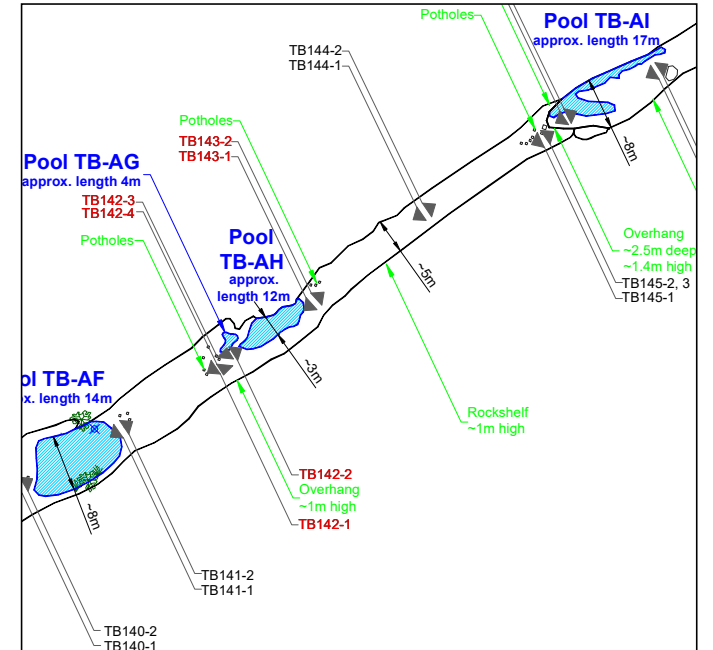 Potholes
Pool TB-AI
approx. length 17m
TB144-2
TB144-1
Potholes
TB143-2
TB143-1
Pool TB-AG
approx. length 4m
TB142-3
TB142-4
Potholes
Pool
TB-AH
approx.
length 12m
~8m
Overhang
~2.5m deep
~1.4m high
TB145-2, 3
TB145-1
~5m
~3m
ol TB-AF
x. length 14m
Rockshelf
~1m high
~8m
TB142-2
Overhang
~1m high
TB142-1
TB141-2
TB141-1
TB140-2
TB140-1